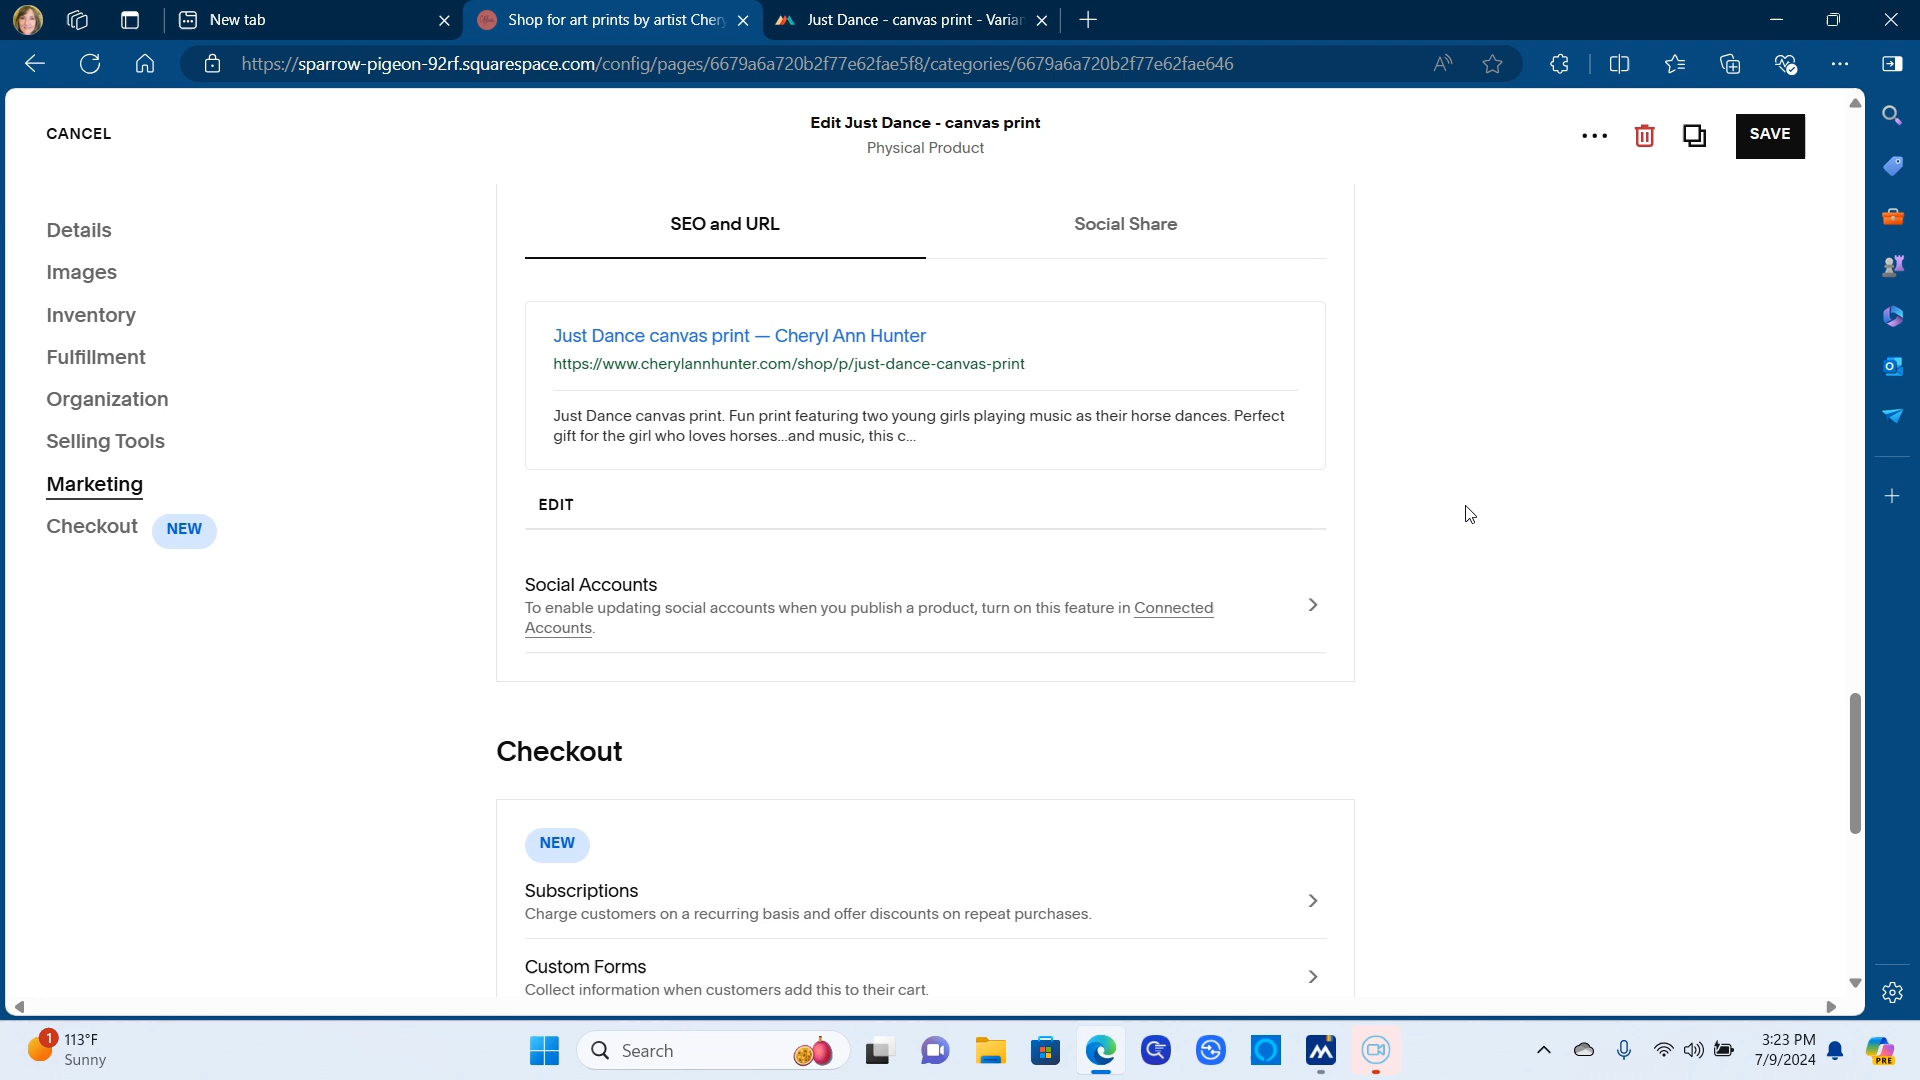 New tab
Shop for art prints by artist Cher
Just Dance - canvas print - Varian
https://sparrow-pigeon-92rf.squarespace.com/config/pages/6679a6a720b2f77e62fae5f8/categories/6679a6a720b2f77e62fae646
CANCEL
Edit Just Dance - canvas print
Physical Product
SAVE
Details
Images
Inventory
Fulfillment
Organization
Selling Tools
Marketing
Checkout NEW
SEO and URL
Social Share
Just Dance canvas print — Cheryl Ann Hunter
https://www.cherylannhunter.com/shop/p/just-dance-canvas-print
Just Dance canvas print. Fun print featuring two young girls playing music as their horse dances. Perfect
gift for the girl who loves horses...and music, this c...
EDIT
Social Accounts
To enable updating social accounts when you publish a product, turn on this feature in Connected
Accounts.
Checkout
NEW
Subscriptions
Charge customers on a recurring basis and offer discounts on repeat purchases.
Custom Forms
Collect information when customers add this to their cart.
1
113°F
Sunny
Search
3:23 PM
7/9/2024
PRE